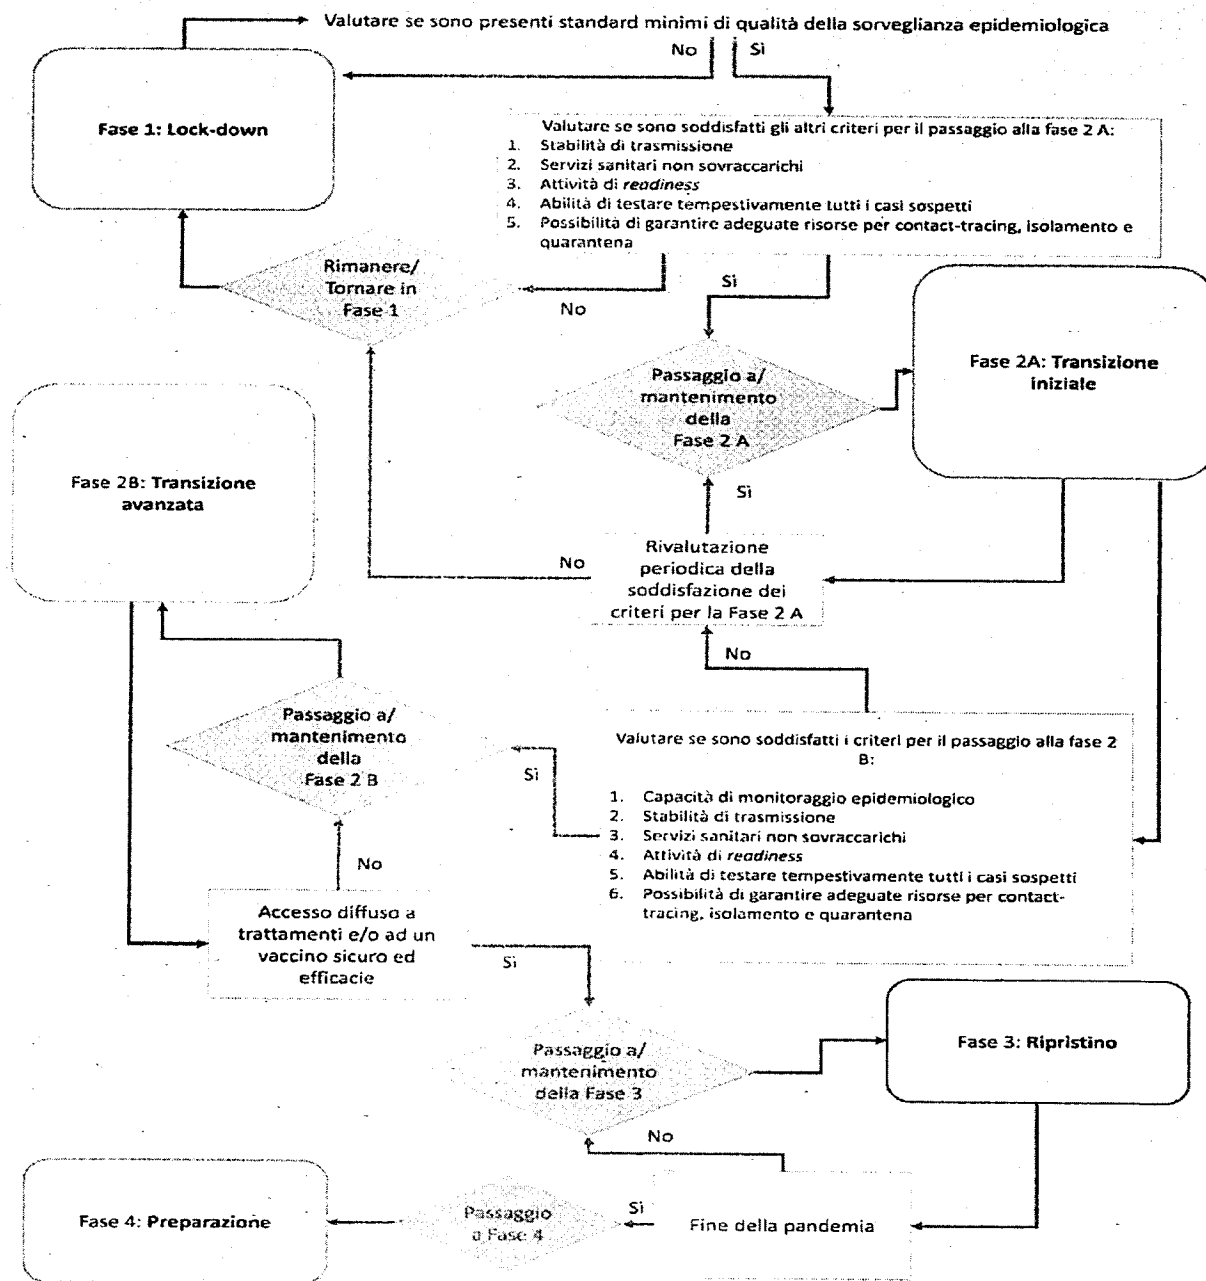 Valutare se sono presenti standard minimi di qualità della sorveglianza epidemiologica
No
Sì
Fase 1: Lock-down
Valutare se sono soddisfatti gli altri criteri per il passaggio alla fase 2 A:
1. Stabilità di trasmissione
2. Servizi sanitari non sovraccarichi
3. Attività di readiness
4. Abilità di testare tempestivamente tutti i casi sospetti
5. Possibilità di garantire adeguate risorse per contact-tracing, isolamento e
quarantena
Rimanere/
Tornare in
Fase 1
No
Sì
Passaggio a/
mantenimento
della
Fase 2 A
Fase 2A: Transizione
iniziale
Fase 2B: Transizione
avanzata
Sì
No
Rivalutazione
periodica della
soddisfazione dei
criteri per la Fase 2 A
No
Passaggio a/
mantenimento
della
Fase 2 B
Sì
Valutare se sono soddisfatti i criteri per il passaggio alla fase 2
B:
1. Capacità di monitoraggio epidemiologico
2. Stabilità di trasmissione
3. Servizi sanitari non sovraccarichi
4. Attività di readiness
5. Abilità di testare tempestivamente tutti i casi sospetti
6. Possibilità di garantire adeguate risorse per contact-
tracing, isolamento e quarantena
No
Accesso diffuso a
trattamenti e/o ad un
vaccino sicuro ed
efficacie
Sì
Passaggio a/
mantenimento
della Fase 3
Fase 3: Ripristino
No
Fine della pandemia
Sì
Passaggio
a Fase 4
Fase 4: Preparazione